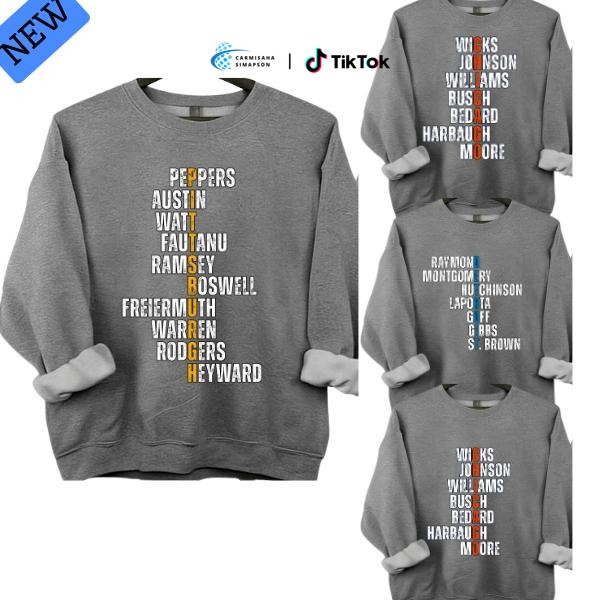 NEW
CARMISAHA
SIMAPSON
TikTok
PEPPERS
AUSTIN
WATT
FAUTANU
RAMSEY
BOSWELL
FREIERMUTH
WARREN
RODGERS
HEYWARD
WICKS
JOHNSON
WILLIAMS
BUSCH
BEDARD
HARBAUGH
MOORE
RAYMOND
MONTGOMERY
HUTCHINSON
LAPORTA
GOFF
GIBBS
ST. BROWN
WICKS
JOHNSON
WILLIAMS
BUSCH
BEDARD
HARBAUGH
MOORE